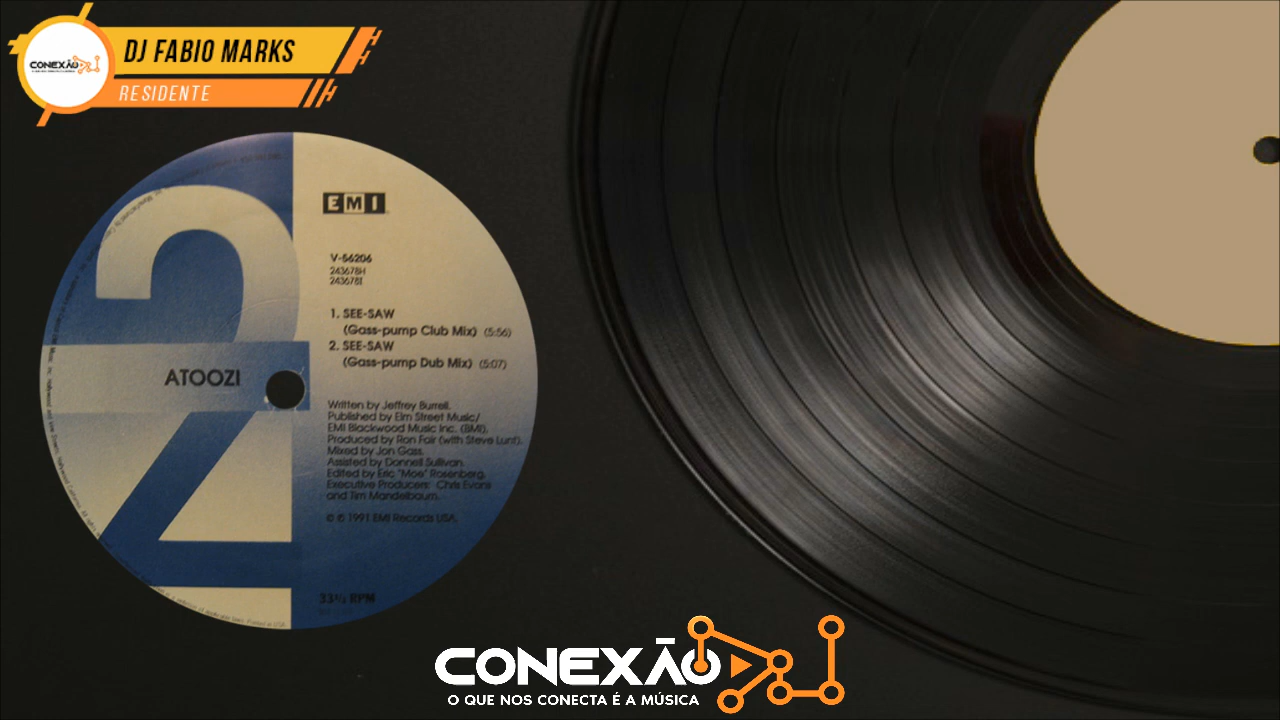 DJ FABIO MARKS
RESIDENTE
CONEXÃO
EMI
V-56206
243678H
243678I
1. SEE-SAW
(Gass-pump Club Mix) (5:56)
2. SEE-SAW
(Gass-pump Dub Mix) (5:07)
ATOOZI
Written by Jeffrey Burrell.
Published by Elm Street Music/
EMI Blackwood Music Inc. (BMI).
Produced by Ron Fair (with Steve Lunt).
Mixed by Jon Gass.
Assisted by Donnell Sullivan.
Edited by Eric "Moe" Rosenberg.
Executive Producers: Chris Evans
and Tim Mandelbaum.
1991 EMI Records USA.
33⅓ RPM
CONEXÃO DJ
O QUE NOS CONECTA É A MÚSICA